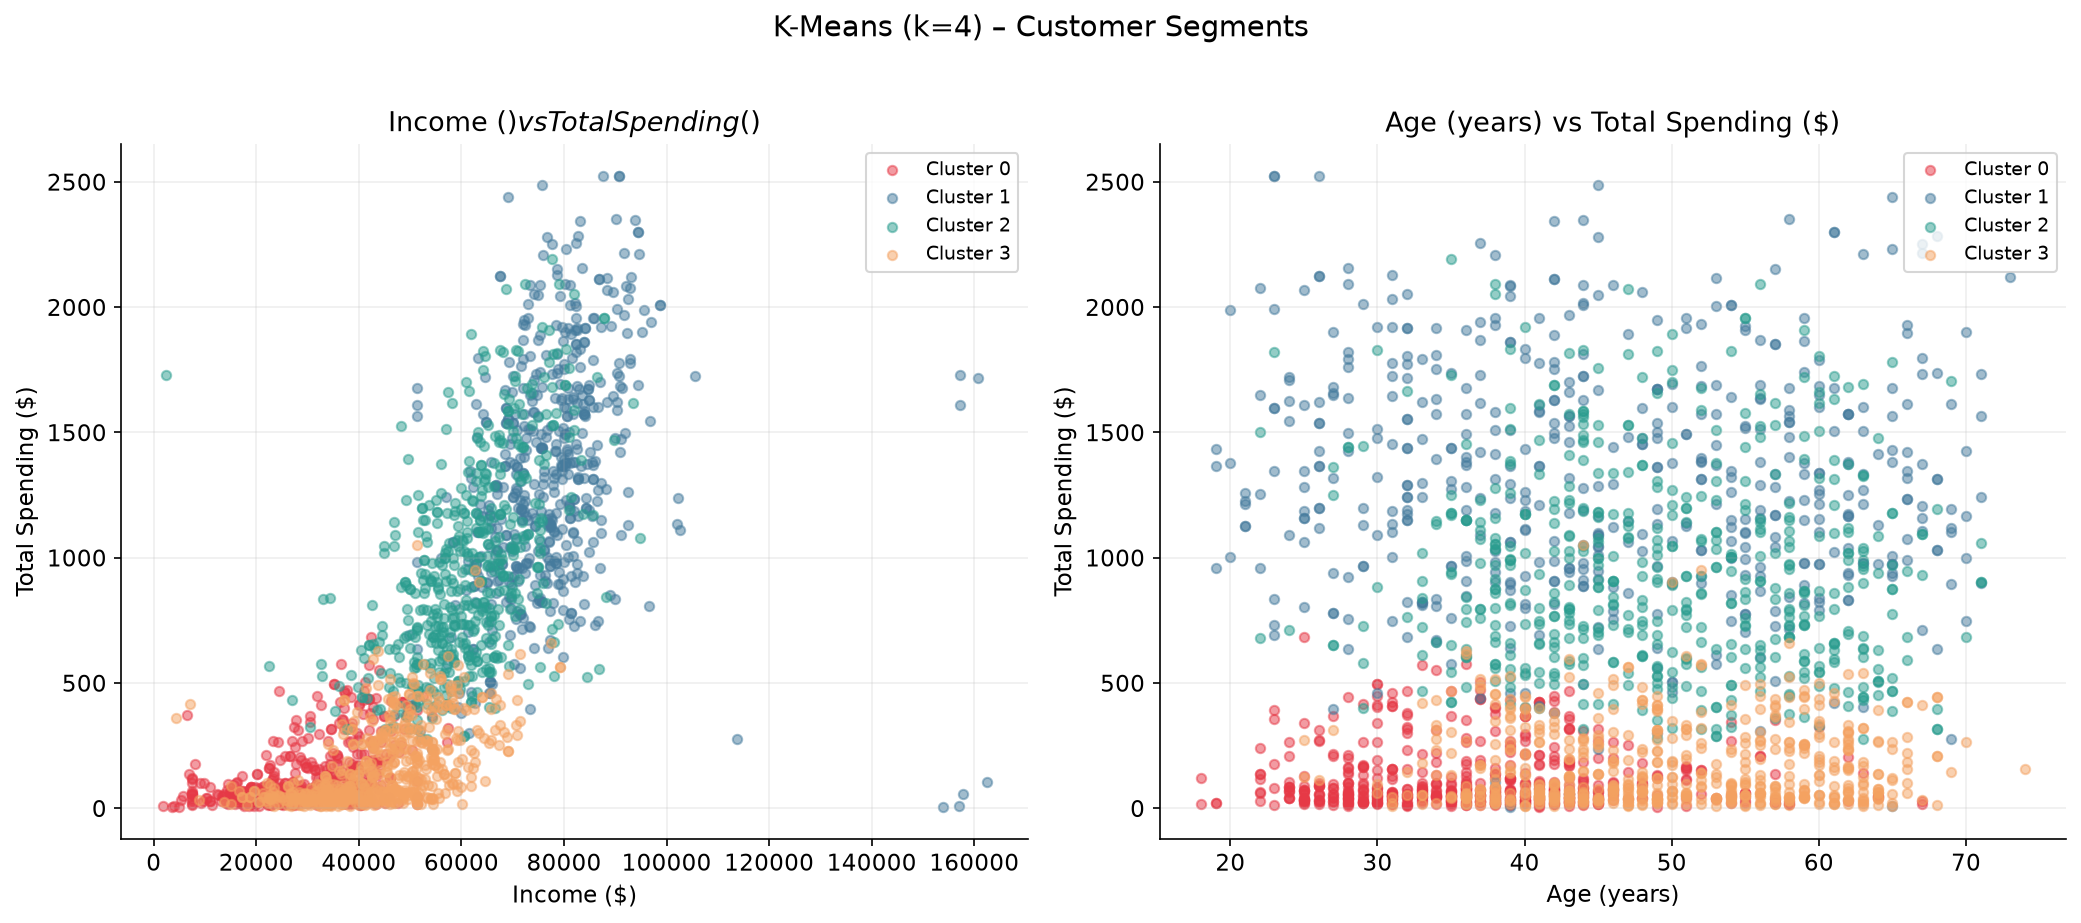 K-Means (k=4) – Customer Segments
Income ()vsTotalSpending()
2500
2000
1500
1000
500
0
Total Spending ($)
Cluster 0
Cluster 1
Cluster 2
Cluster 3
0 20000 40000 60000 80000 100000 120000 140000 160000
Income ($)
Age (years) vs Total Spending ($)
2500
2000
1500
1000
500
0
Total Spending ($)
Cluster 0
Cluster 1
Cluster 2
Cluster 3
20 30 40 50 60 70
Age (years)